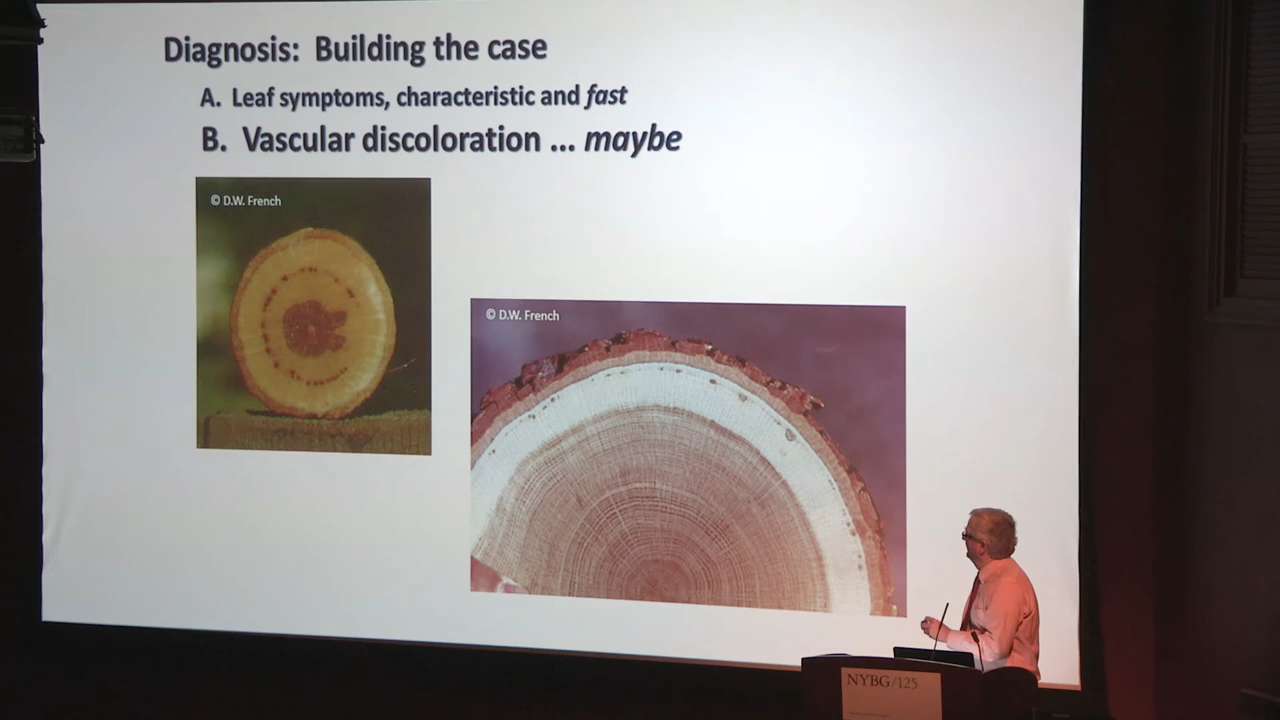 Diagnosis: Building the case
A. Leaf symptoms, characteristic and fast
B. Vascular discoloration ... maybe
© D.W. French
© D.W. French
NYBG/125